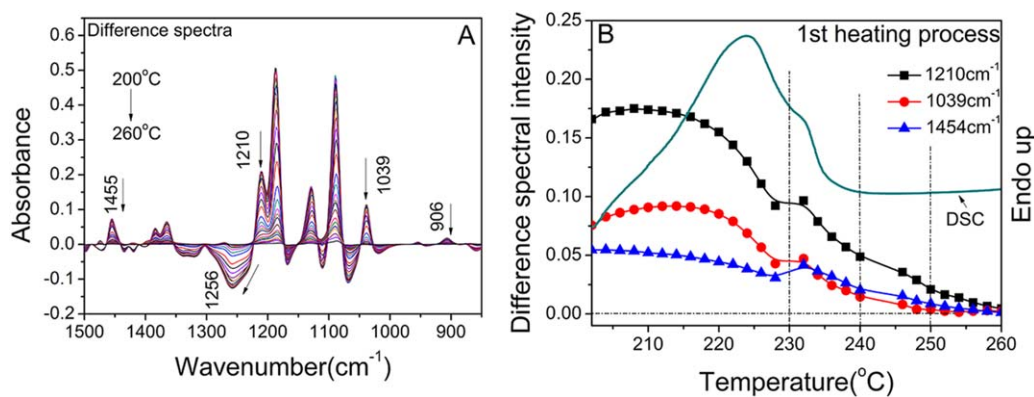 Difference spectra
A
200°C
260°C
1455
1256
1210
1039
906
0.6
0.5
0.4
0.3
0.2
0.1
0.0
-0.1
-0.2
Absorbance
1500 1400 1300 1200 1100 1000 900
Wavenumber(cm⁻¹)
B
1st heating process
1210cm⁻¹
1039cm⁻¹
1454cm⁻¹
DSC
0.25
0.20
0.15
0.10
0.05
0.00
Difference spectral intensity
Endo up
210 220 230 240 250 260
Temperature(°C)